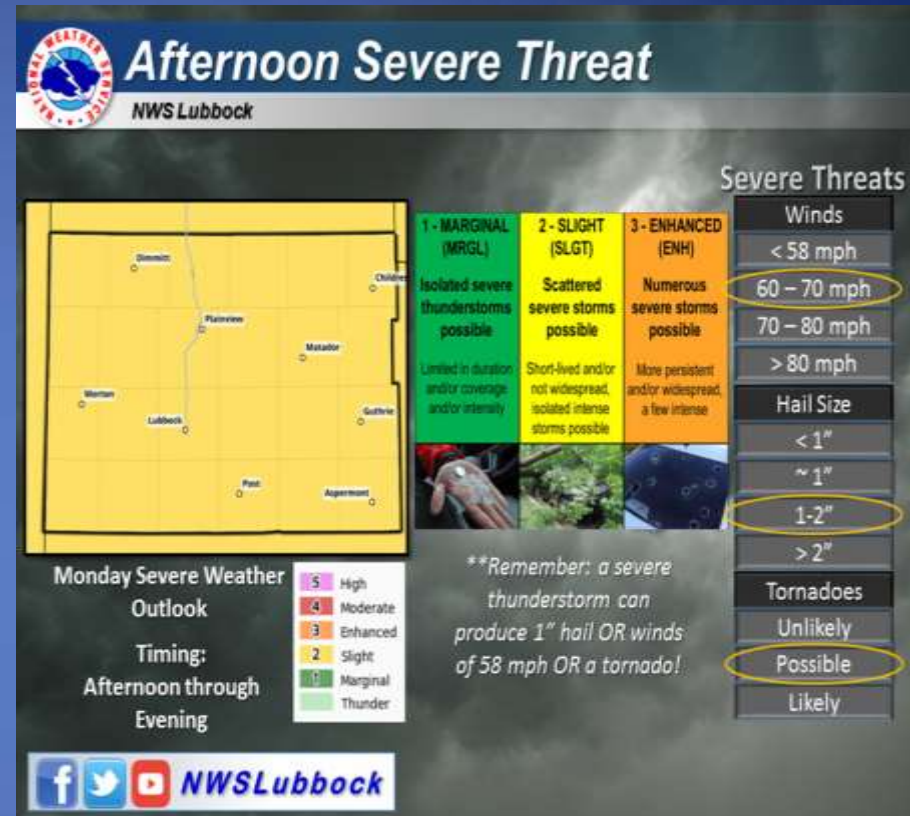 NATIONAL WEATHER SERVICE
Afternoon Severe Threat
NWS Lubbock
Dimmitt
Plainview
Matador
Morton
Lubbock
Guthrie
Post
Aspermont
1 - MARGINAL
(MRGL)
Isolated severe
thunderstorms
possible
Limited in duration
and/or coverage
and/or intensity
2 - SLIGHT
(SLGT)
Scattered
severe storms
possible
Short-lived and/or
not widespread,
isolated intense
storms possible
3 - ENHANCED
(ENH)
Numerous
severe storms
possible
More persistent
and/or widespread,
a few intense
Severe Threats
Winds
< 58 mph
60 – 70 mph
70 – 80 mph
> 80 mph
Hail Size
< 1”
~ 1”
1-2”
> 2”
Tornadoes
Unlikely
Possible
Likely
Monday Severe Weather
Outlook
Timing:
Afternoon through
Evening
5 High
4 Moderate
3 Enhanced
2 Slight
1 Marginal
Thunder
**Remember: a severe
thunderstorm can
produce 1” hail OR winds
of 58 mph OR a tornado!
f
NWSLubbock